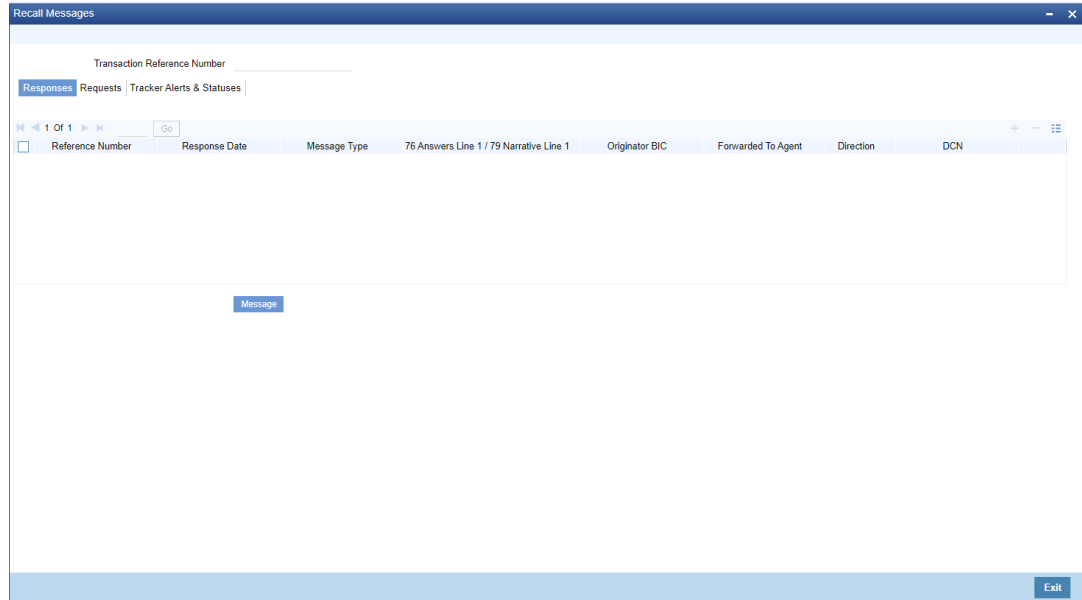 Recall Messages
Transaction Reference Number
Responses Requests Tracker Alerts & Statuses
1 Of 1 Go
Reference Number Response Date Message Type 76 Answers Line 1 / 79 Narrative Line 1 Originator BIC Forwarded To Agent Direction DCN
Message
Exit